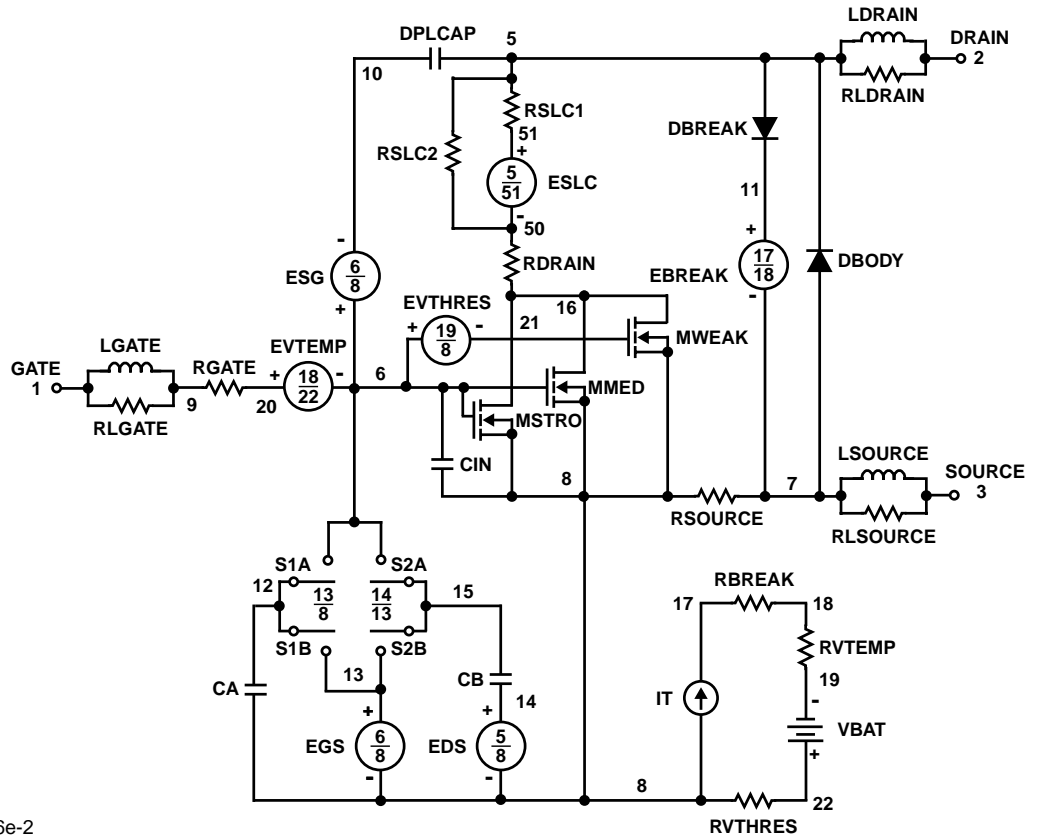 LDRAIN
DPLCAP 5 DRAIN
10 2
RLDRAIN
RSLC1
DBREAK
51
RSLC2 +
5
51
ESLC
11
-
50
- +
RDRAIN
6
8
ESG
EBREAK
17
18
DBODY
+
EVTHRES
-
16
+ 19
8
- 21
MWEAK
LGATE EVTEMP
GATE RGATE + 18
22
- 6
1
MMED
9 20
MSTRO
RLGATE
LSOURCE
CIN 8 7 SOURCE
3
RSOURCE
RLSOURCE
S1A S2A
12 13
8
14
13
15
RBREAK
17 18
S1B S2B
RVTEMP
13
CA CB 19
14 IT -
+ + VBAT
EGS 6
8
EDS 5
8
+
- - 8
22
RVTHRES
6e-2